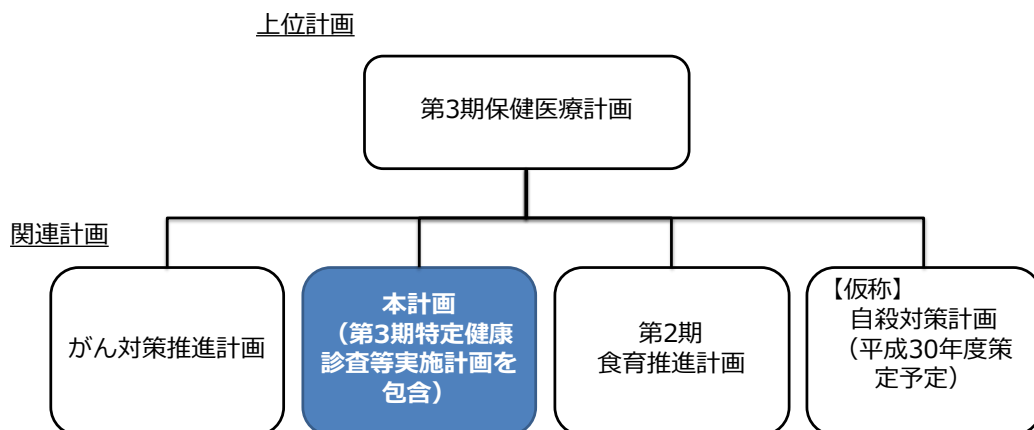 上位計画
第3期保健医療計画
関連計画
がん対策推進計画
本計画
（第3期特定健康
診査等実施計画を
包含）
第2期
食育推進計画
【仮称】
自殺対策計画
（平成30年度策
定予定）